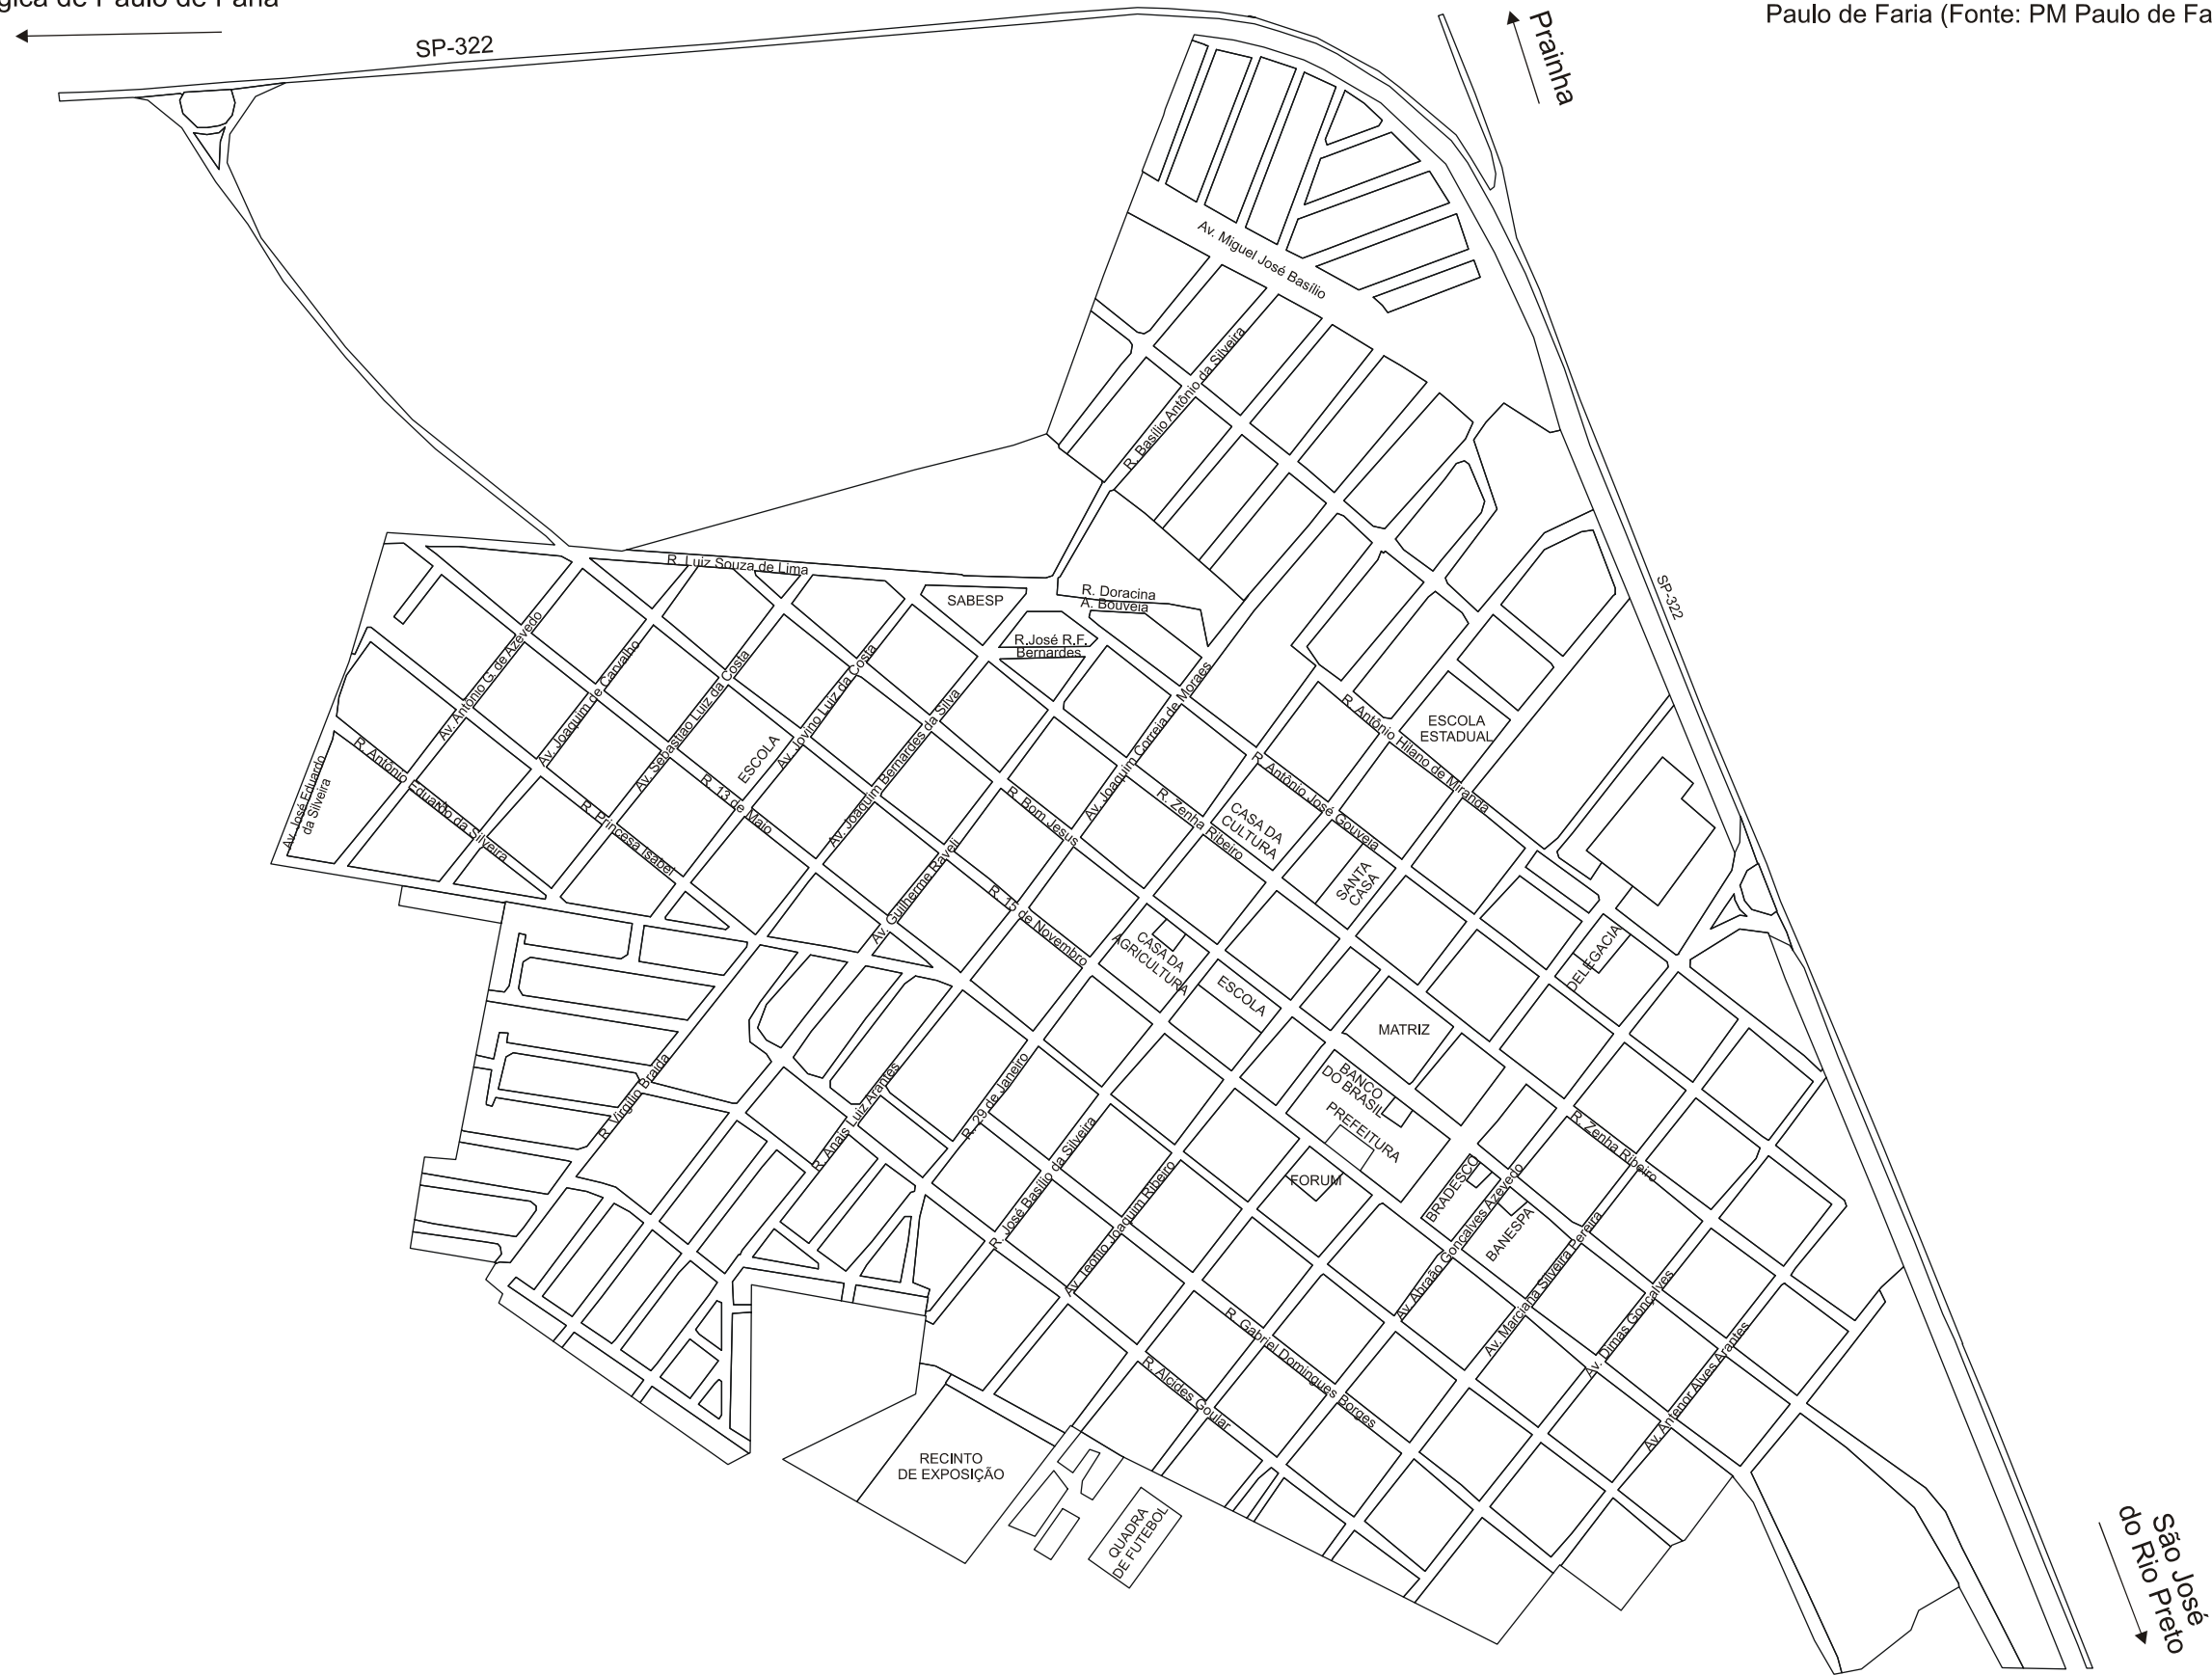 gica de Paulo de Faria
Paulo de Faria (Fonte: PM Paulo de Fa
SP-322
Prainha
Av. Miguel José Basílio
R. Basílio Antônio da Silveira
R. Luiz Souza de Lima
SABESP
R. Doracina
A. Bouveia
R.José R.F.
Bernardes
SP-322
Av. Antônio G. de Azevedo
Av. Joaquim de Carvalho
Av. Sebastião Luiz da Costa
Av. Jovino Luiz da Costa
Av. Joaquim Bernardes da Silva
Av. Joaquim Correia de Moraes
R. Antônio Hilano de Miranda
ESCOLA
ESTADUAL
ESCOLA
Av. José Eduardo
da Silveira
R. Antônio Eduardo da Silveira
R. Princesa Isabel
R. 13 de Maio
Av. Guilherme Raveli
R. Bom Jesus
R. Zenha Ribeiro
R. Antônio José Gouveia
CASA DA
CULTURA
SANTA
CASA
R. 15 de Novembro
CASA DA
AGRICULTURA
ESCOLA
DELEGACIA
MATRIZ
R. Virgílio Braida
R. Anais Luiz Arantes
R. 29 de Janeiro
R. José Basílio da Silveira
Av. Teófilo Joaquim Ribeiro
BANCO
DO BRASIL
PREFEITURA
FORUM
BRADESCO
BANESPA
R. Zenha Ribeiro
Av. Abraão Gonçalves Azevedo
Av. Marciana Silveira Pereira
Av. Dimas Gonçalves
Av. Antenor Alves Arantes
R. Gabriel Domingues Borges
R. Alcides Goular
RECINTO
DE EXPOSIÇÃO
QUADRA
DE FUTEBOL
São José
do Rio Preto